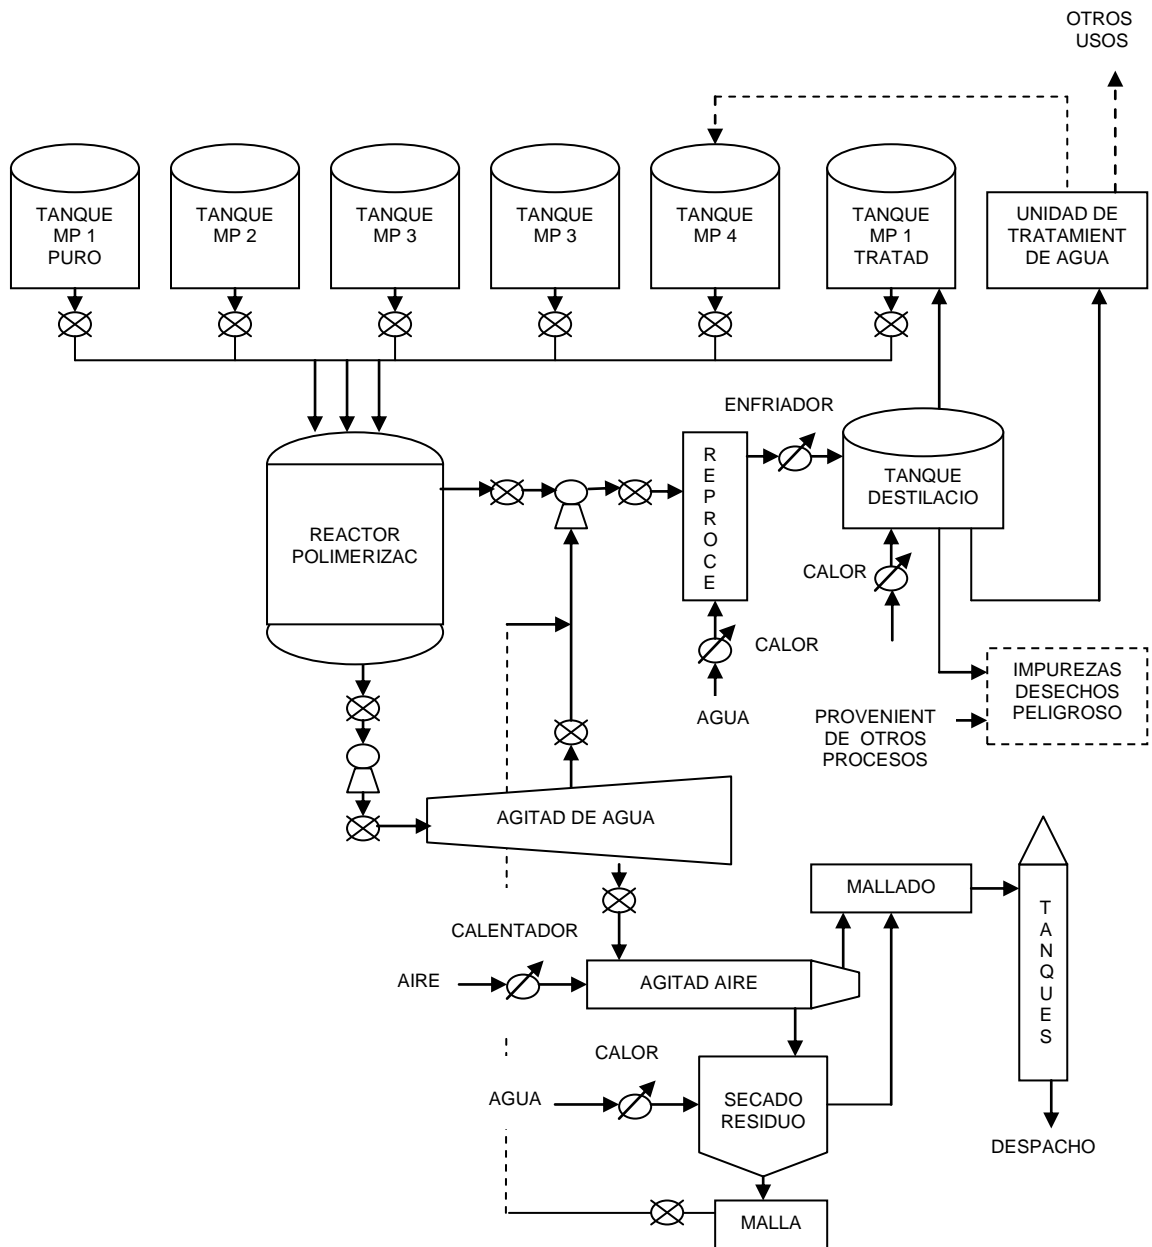 OTROS
USOS
TANQUE
MP 1
PURO
TANQUE
MP 2
TANQUE
MP 3
TANQUE
MP 3
TANQUE
MP 4
TANQUE
MP 1
TRATAD
UNIDAD DE
TRATAMIENT
DE AGUA
ENFRIADOR
REPROCE
TANQUE
DESTILACIO
REACTOR
POLIMERIZAC
CALOR
CALOR
AGUA
IMPUREZAS
DESECHOS
PELIGROSO
PROVENIENT
DE OTROS
PROCESOS
AGITAD DE AGUA
MALLADO
TANQUES
CALENTADOR
AIRE
AGITAD AIRE
CALOR
AGUA
SECADO
RESIDUO
DESPACHO
MALLA